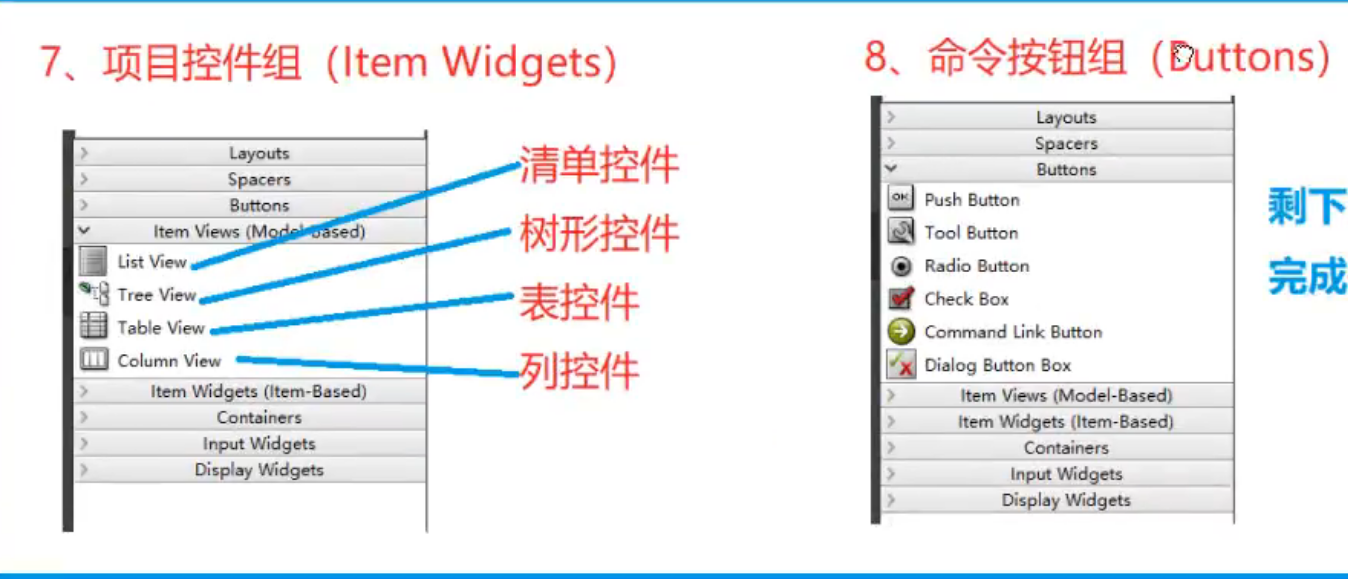 7、项目控件组（Item Widgets）
Layouts
Spacers
Buttons
Item Views (Model-Based)
List View
Tree View
Table View
Column View
Item Widgets (Item-Based)
Containers
Input Widgets
Display Widgets
清单控件
树形控件
表控件
列控件
8、命令按钮组（Buttons）
Layouts
Spacers
Buttons
OK
Push Button
Tool Button
Radio Button
Check Box
Command Link Button
Dialog Button Box
Item Views (Model-Based)
Item Widgets (Item-Based)
Containers
Input Widgets
Display Widgets
剩下
完成